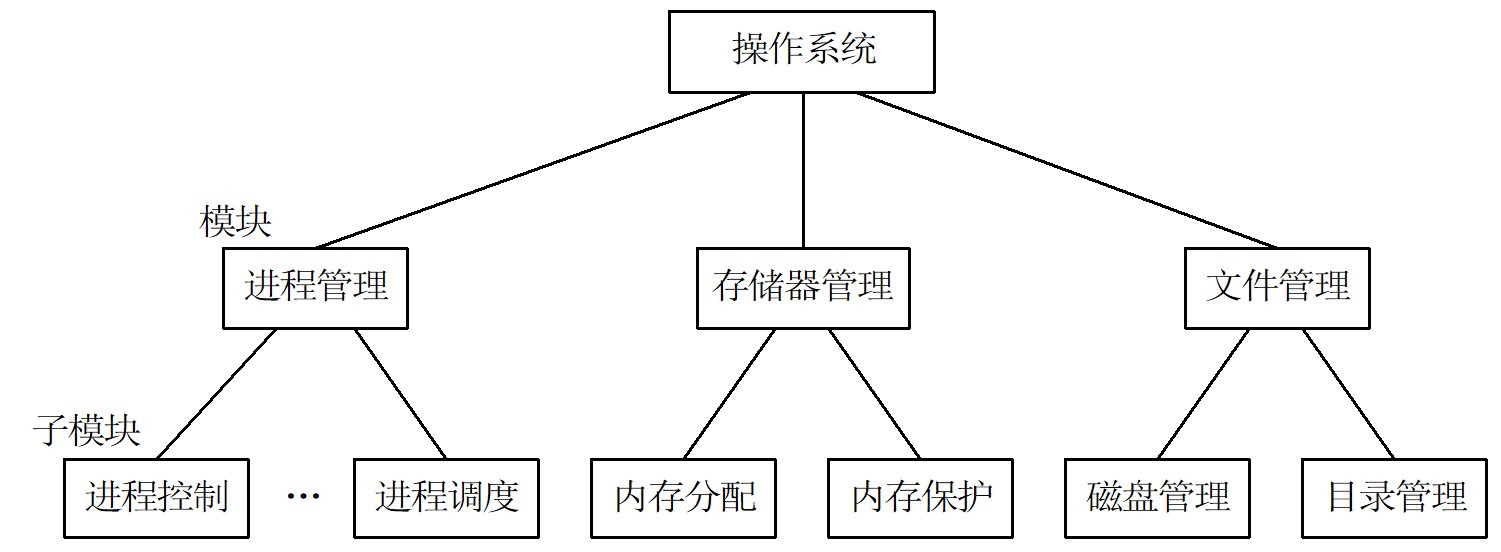 操作系统
模块
进程管理
存储器管理
文件管理
子模块
进程控制
…
进程调度
内存分配
内存保护
磁盘管理
目录管理